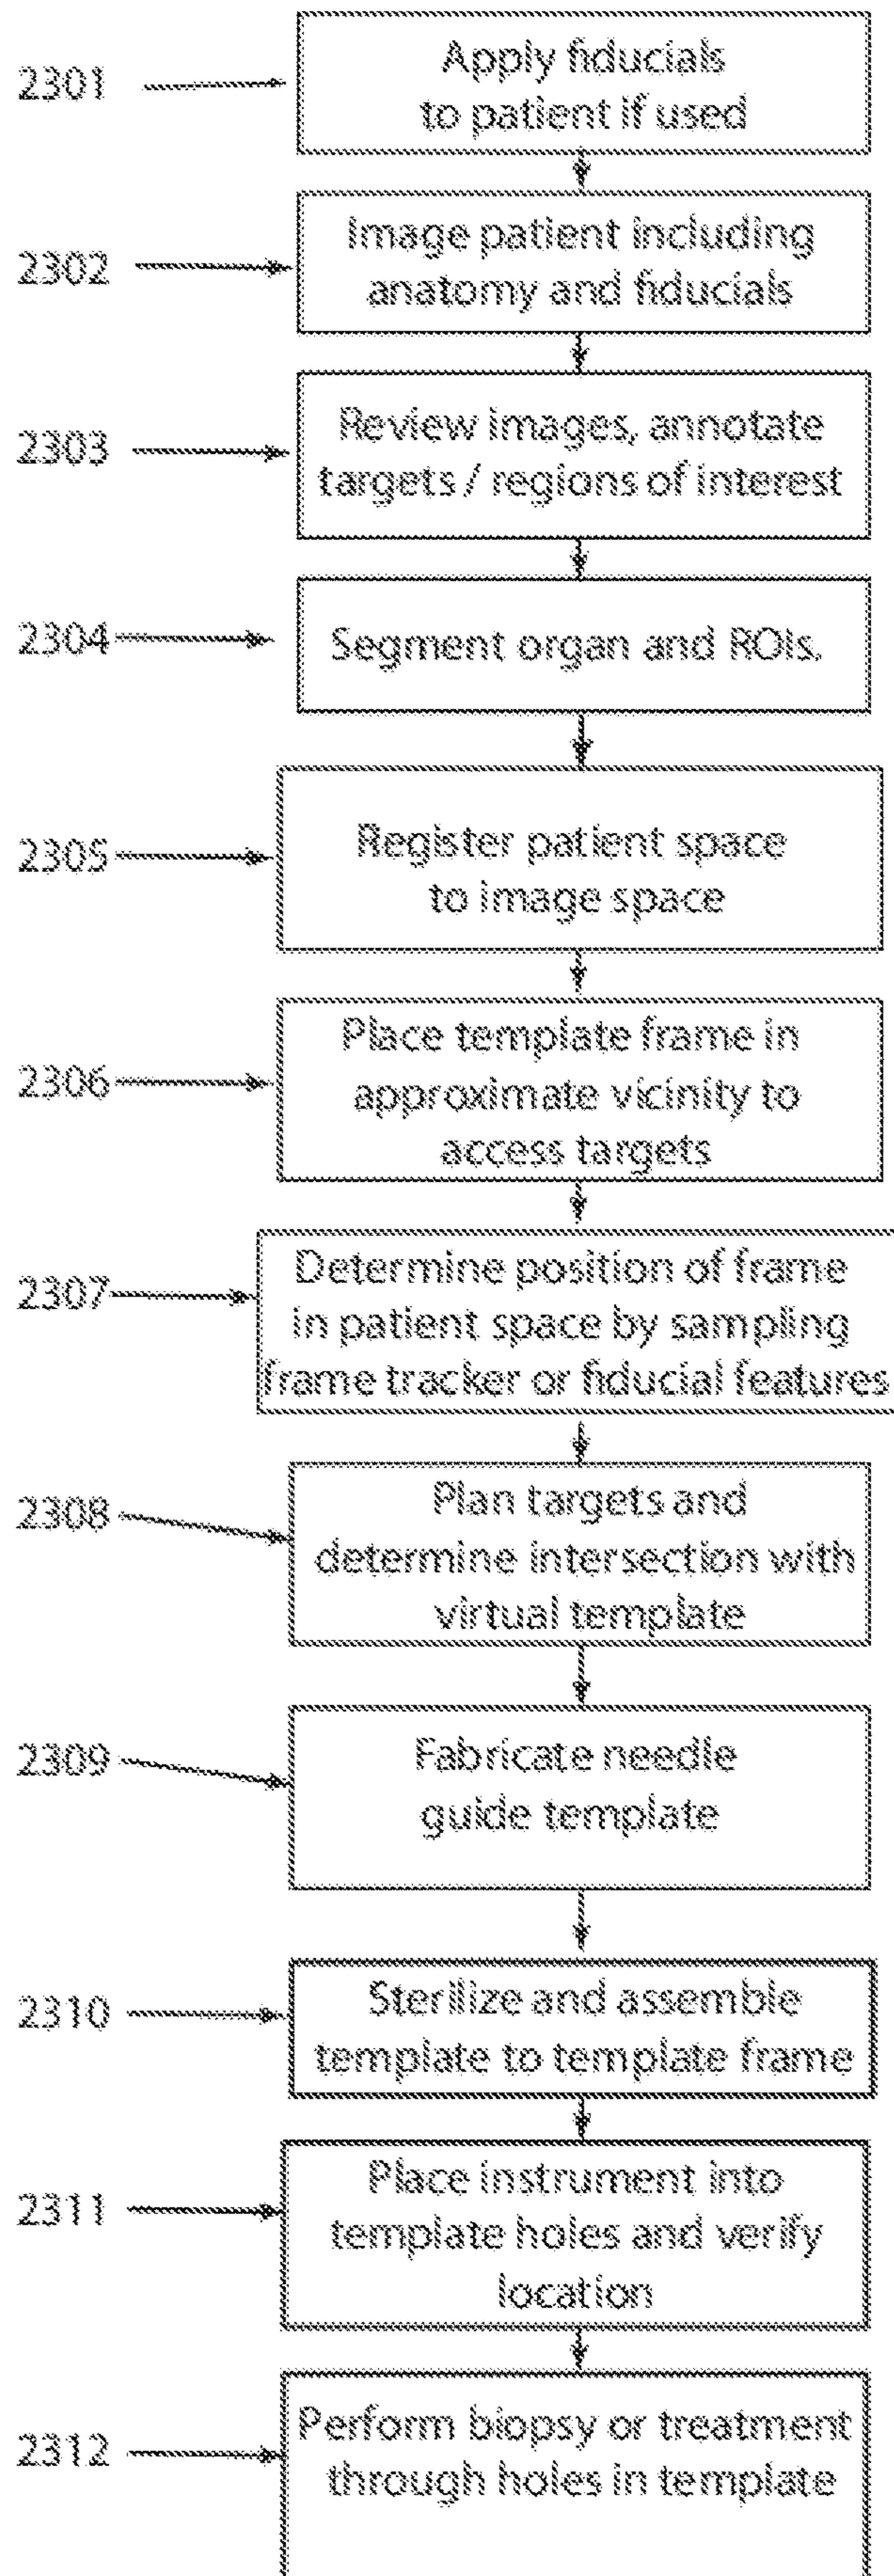 2301
Apply fiducials
to patient if used
2302
Image patient including
anatomy and fiducials
2303
Review images, annotate
targets / regions of interest
2304
Segment organ and ROIs.
2305
Register patient space
to image space
2306
Place template frame in
approximate vicinity to
access targets
2307
Determine position of frame
in patient space by sampling
frame tracker or fiducial features
2308
Plan targets and
determine intersection with
virtual template
2309
Fabricate needle
guide template
2310
Sterilize and assemble
template to template frame
2311
Place instrument into
template holes and verify
location
2312
Perform biopsy or treatment
through holes in template